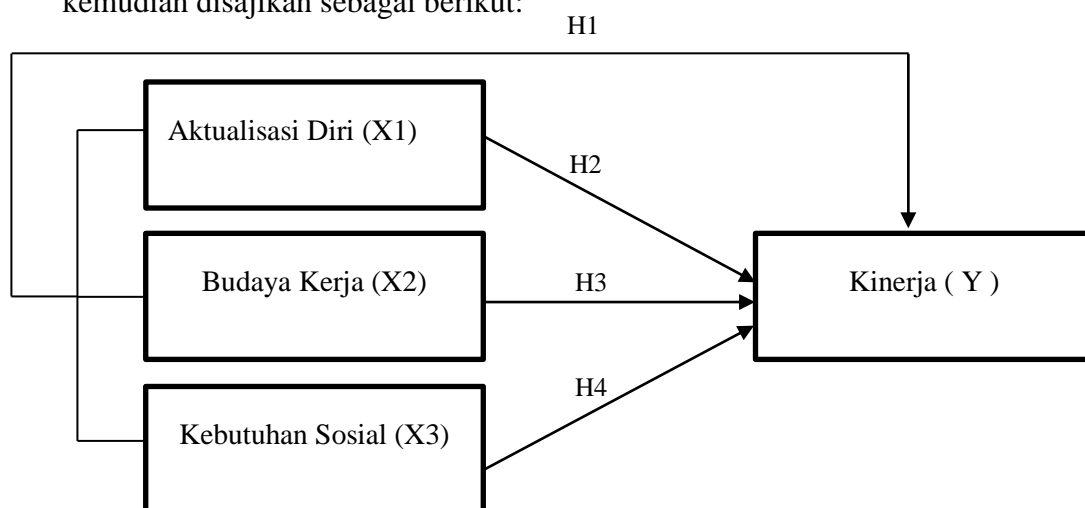 kemudian disajikan sebagai berikut:
H1
Aktualisasi Diri (X1)
H2
Budaya Kerja (X2)
H3
Kinerja ( Y )
H4
Kebutuhan Sosial (X3)